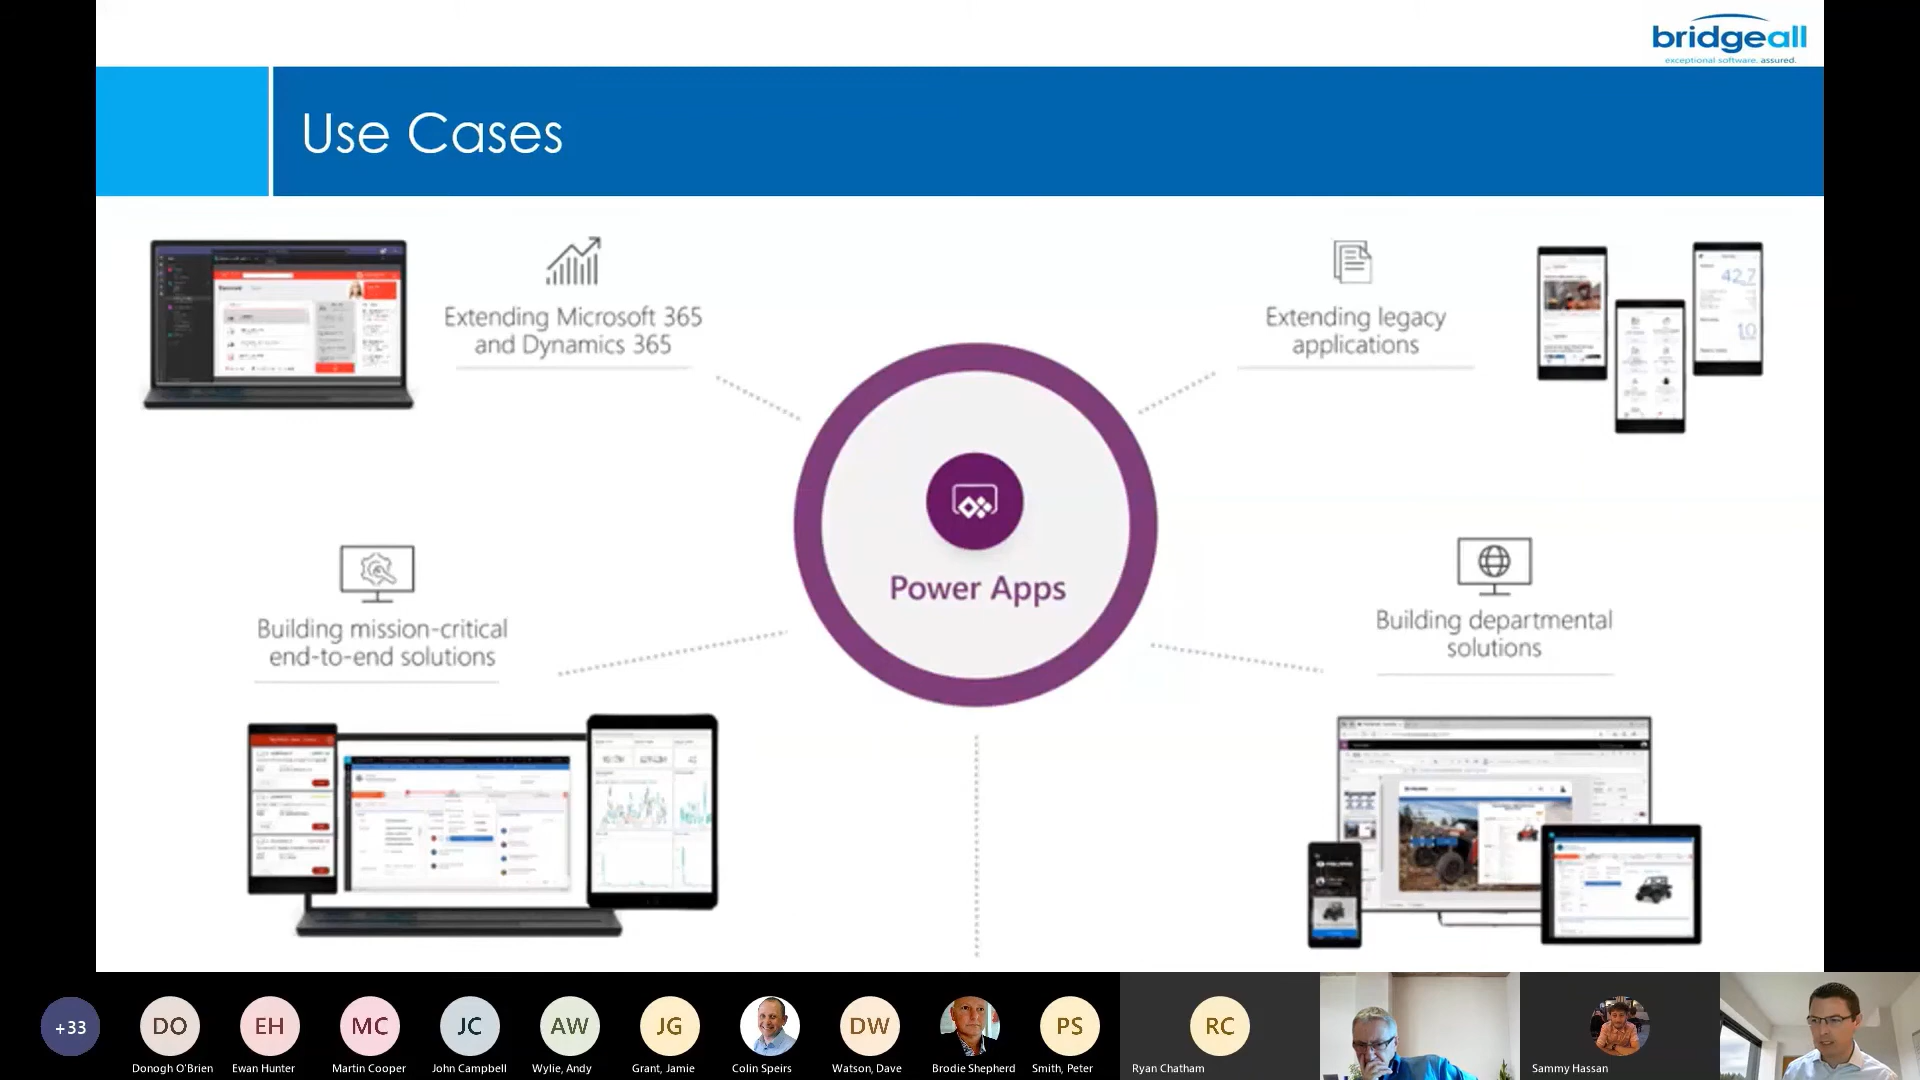 bridgeall
exceptional software. assured.
Use Cases
Extending Microsoft 365
and Dynamics 365
Extending legacy
applications
42.7
10
Power Apps
Building mission-critical
end-to-end solutions
Building departmental
solutions
+33
DO
EH
MC
JC
AW
JG
DW
PS
RC
Donogh O'Brien
Ewan Hunter
Martin Cooper
John Campbell
Wylie, Andy
Grant, Jamie
Colin Speirs
Watson, Dave
Brodie Shepherd
Smith, Peter
Ryan Chatham
Sammy Hassan